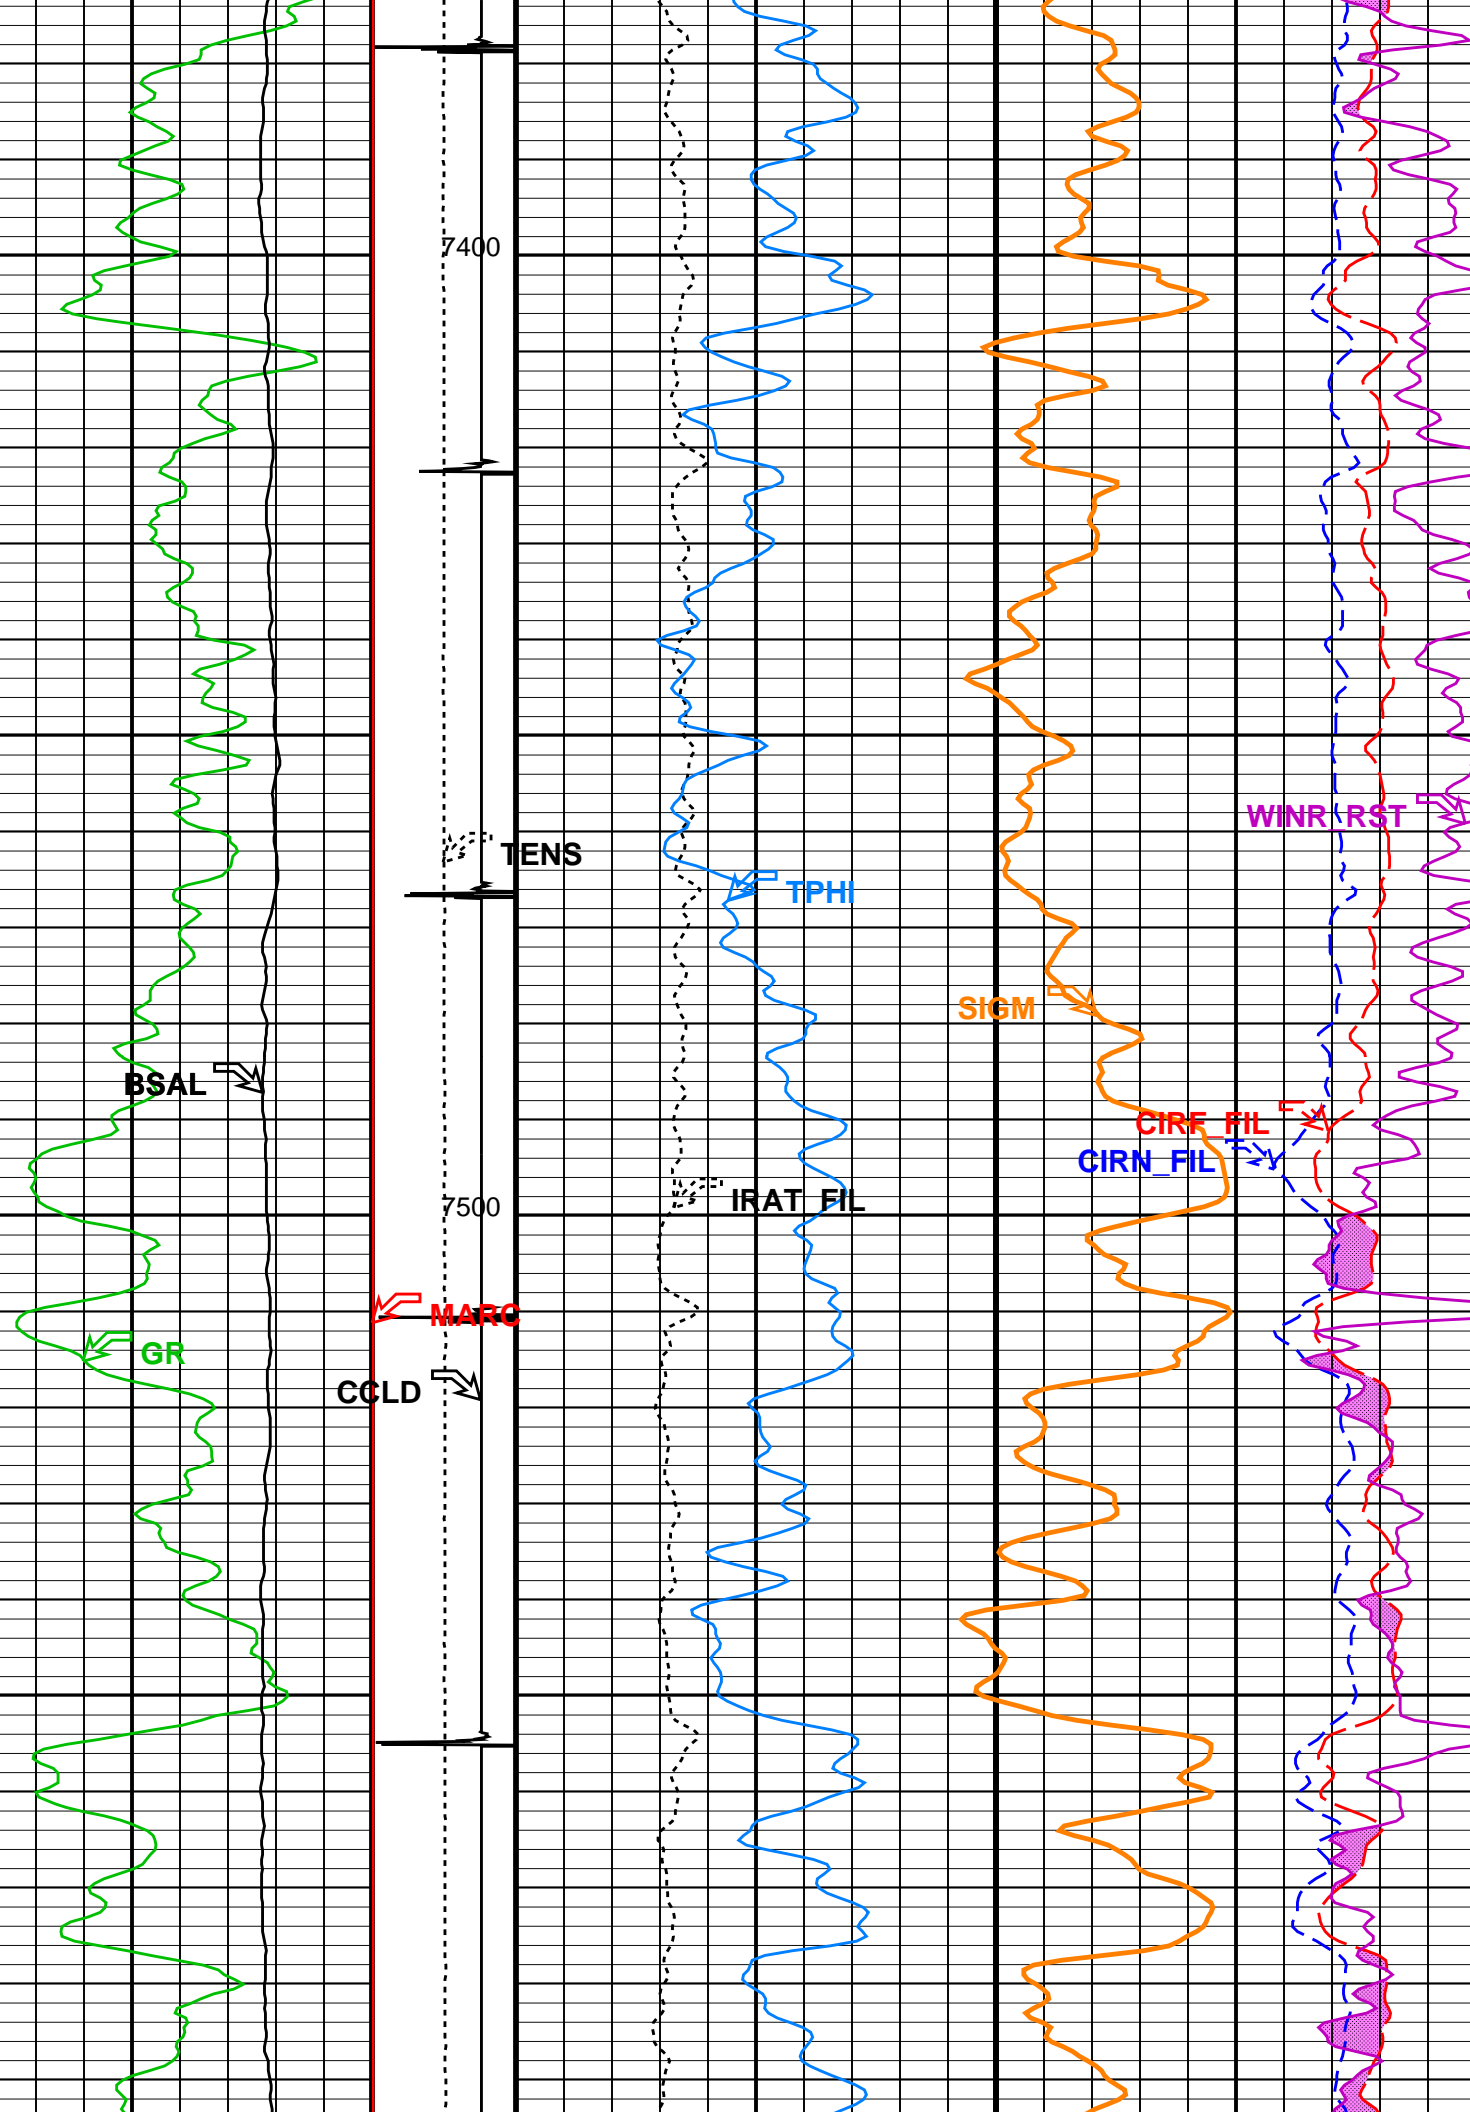 7400
WINR_RST
TENS
TPHI
SIGM
BSAL
CIRF_FIL
CIRN_FIL
IRAT_FIL
7500
MARC
GR
CCLD